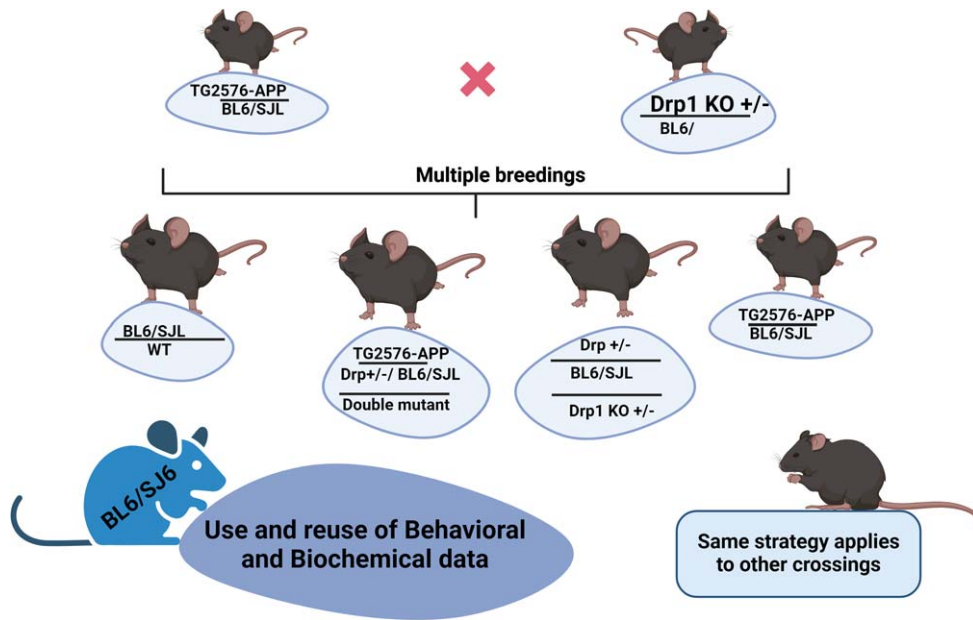 TG2576-APP
BL6/SJL
Drp1 KO +/-
BL6/
Multiple breedings
BL6/SJL
WT
TG2576-APP
Drp+/-/ BL6/SJL
Double mutant
Drp +/-
BL6/SJL
Drp1 KO +/-
TG2576-APP
BL6/SJL
BL6/SJ6
Use and reuse of Behavioral
and Biochemical data
Same strategy applies
to other crossings